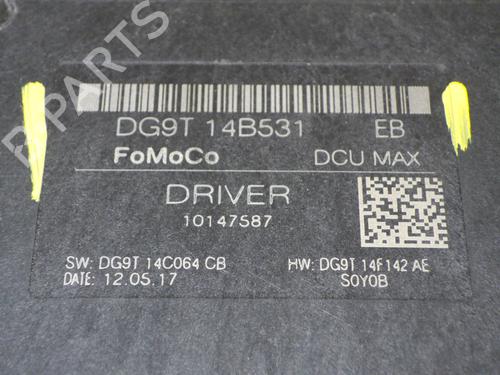 B-PARTS
DG9T 14B531 EB
FoMoCo DCU MAX
DRIVER
10147587
SW: DG9T 14C064 CB HW: DG9T 14F142 AE
DATE: 12.05.17 S0Y0B